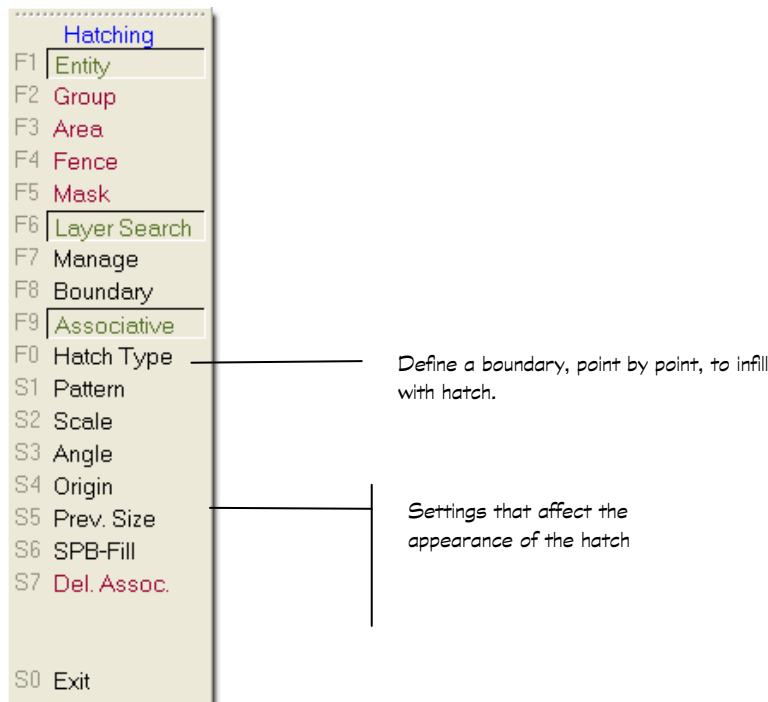 Hatching
F1 Entity
F2 Group
F3 Area
F4 Fence
F5 Mask
F6 Layer Search
F7 Manage
F8 Boundary
F9 Associative
F0 Hatch Type
Define a boundary, point by point, to infill
with hatch.
S1 Pattern
S2 Scale
S3 Angle
S4 Origin
S5 Prev. Size
Settings that affect the
appearance of the hatch
S6 SPB-Fill
S7 Del. Assoc.
S0 Exit